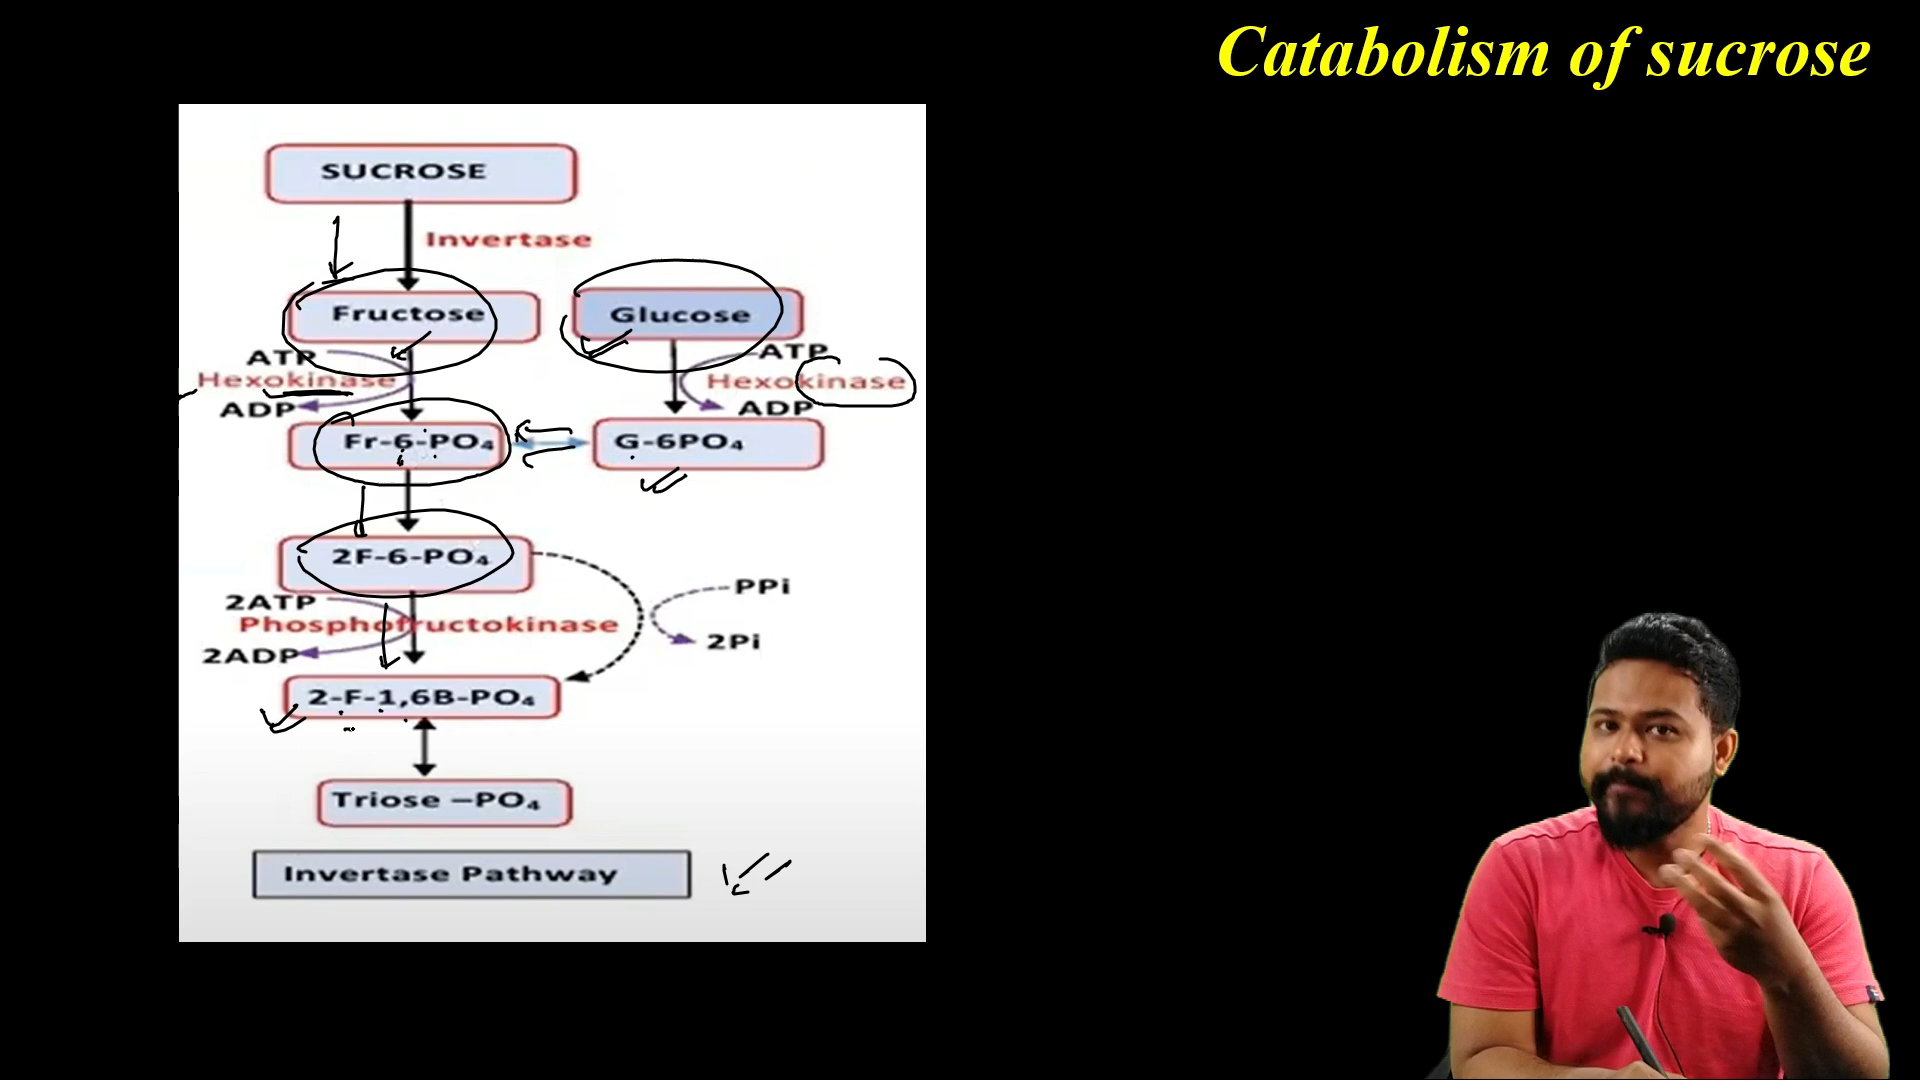 Catabolism of sucrose
SUCROSE
Invertase
Fructose
Glucose
ATP
ATP
Hexokinase
Hexokinase
ADP
ADP
Fr-6-PO₄
G-6PO₄
2F-6-PO₄
PPi
2ATP
Phosphofructokinase
2Pi
2ADP
2-F-1,6B-PO₄
Triose –PO₄
Invertase Pathway